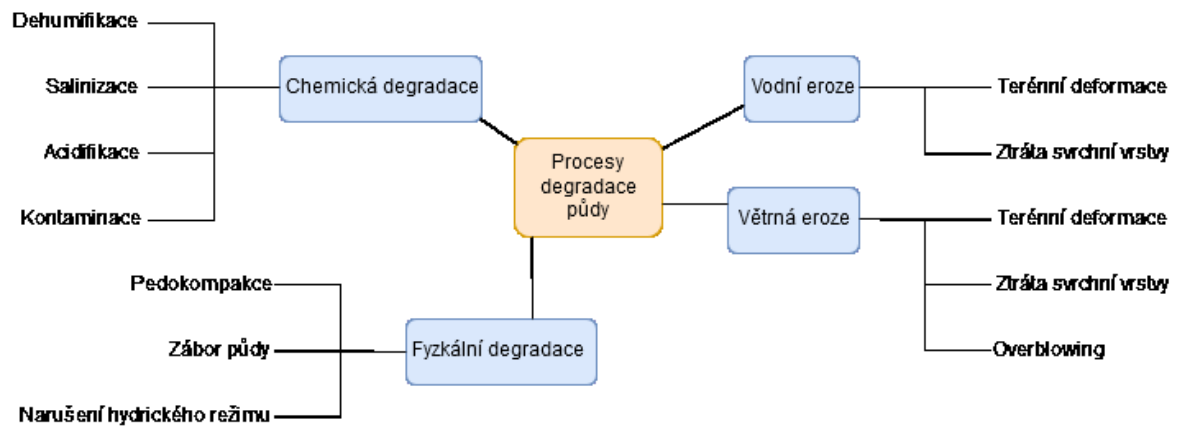 Dehumifikace
Salinizace
Acidifikace
Kontaminace
Chemická degradace
Pedokompakce
Zábor půdy
Narušení hydrického režimu
Fyzkální degradace
Procesy
degradace
půdy
Vodní eroze
Terénní deformace
Ztráta svrchní vrstvy
Větrná eroze
Terénní deformace
Ztráta svrchní vrstvy
Overblowing